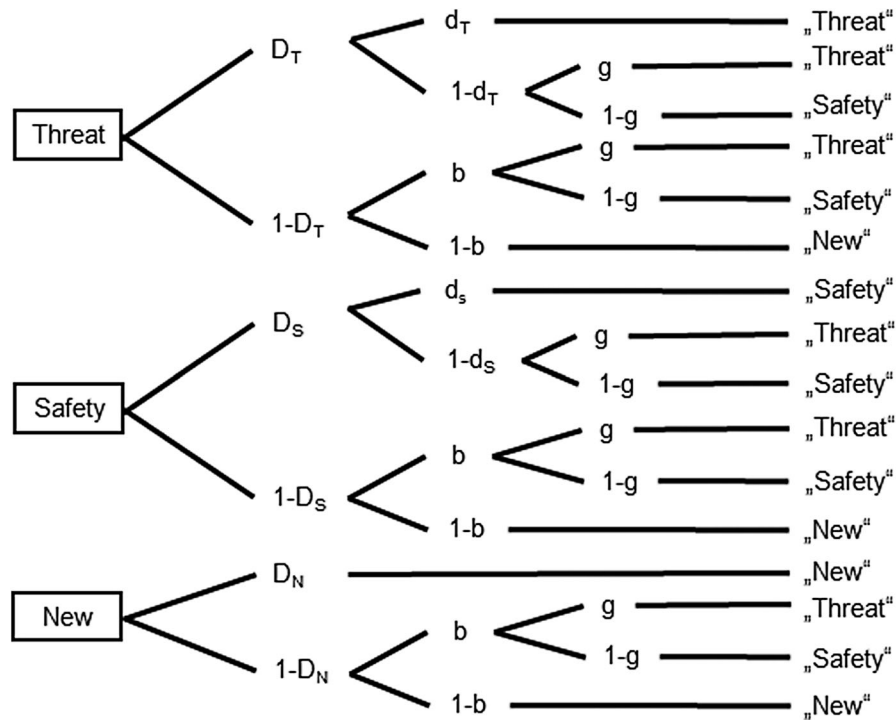 d_T „Threat“
D_T g „Threat“
1-d_T
1-g „Safety“
Threat
g „Threat“
b
1-g „Safety“
1-D_T
1-b „New“
d_s „Safety“
D_S g „Threat“
1-d_S
1-g „Safety“
Safety
g „Threat“
b
1-g „Safety“
1-D_S
1-b „New“
D_N „New“
g „Threat“
New
b
1-g „Safety“
1-D_N
1-b „New“